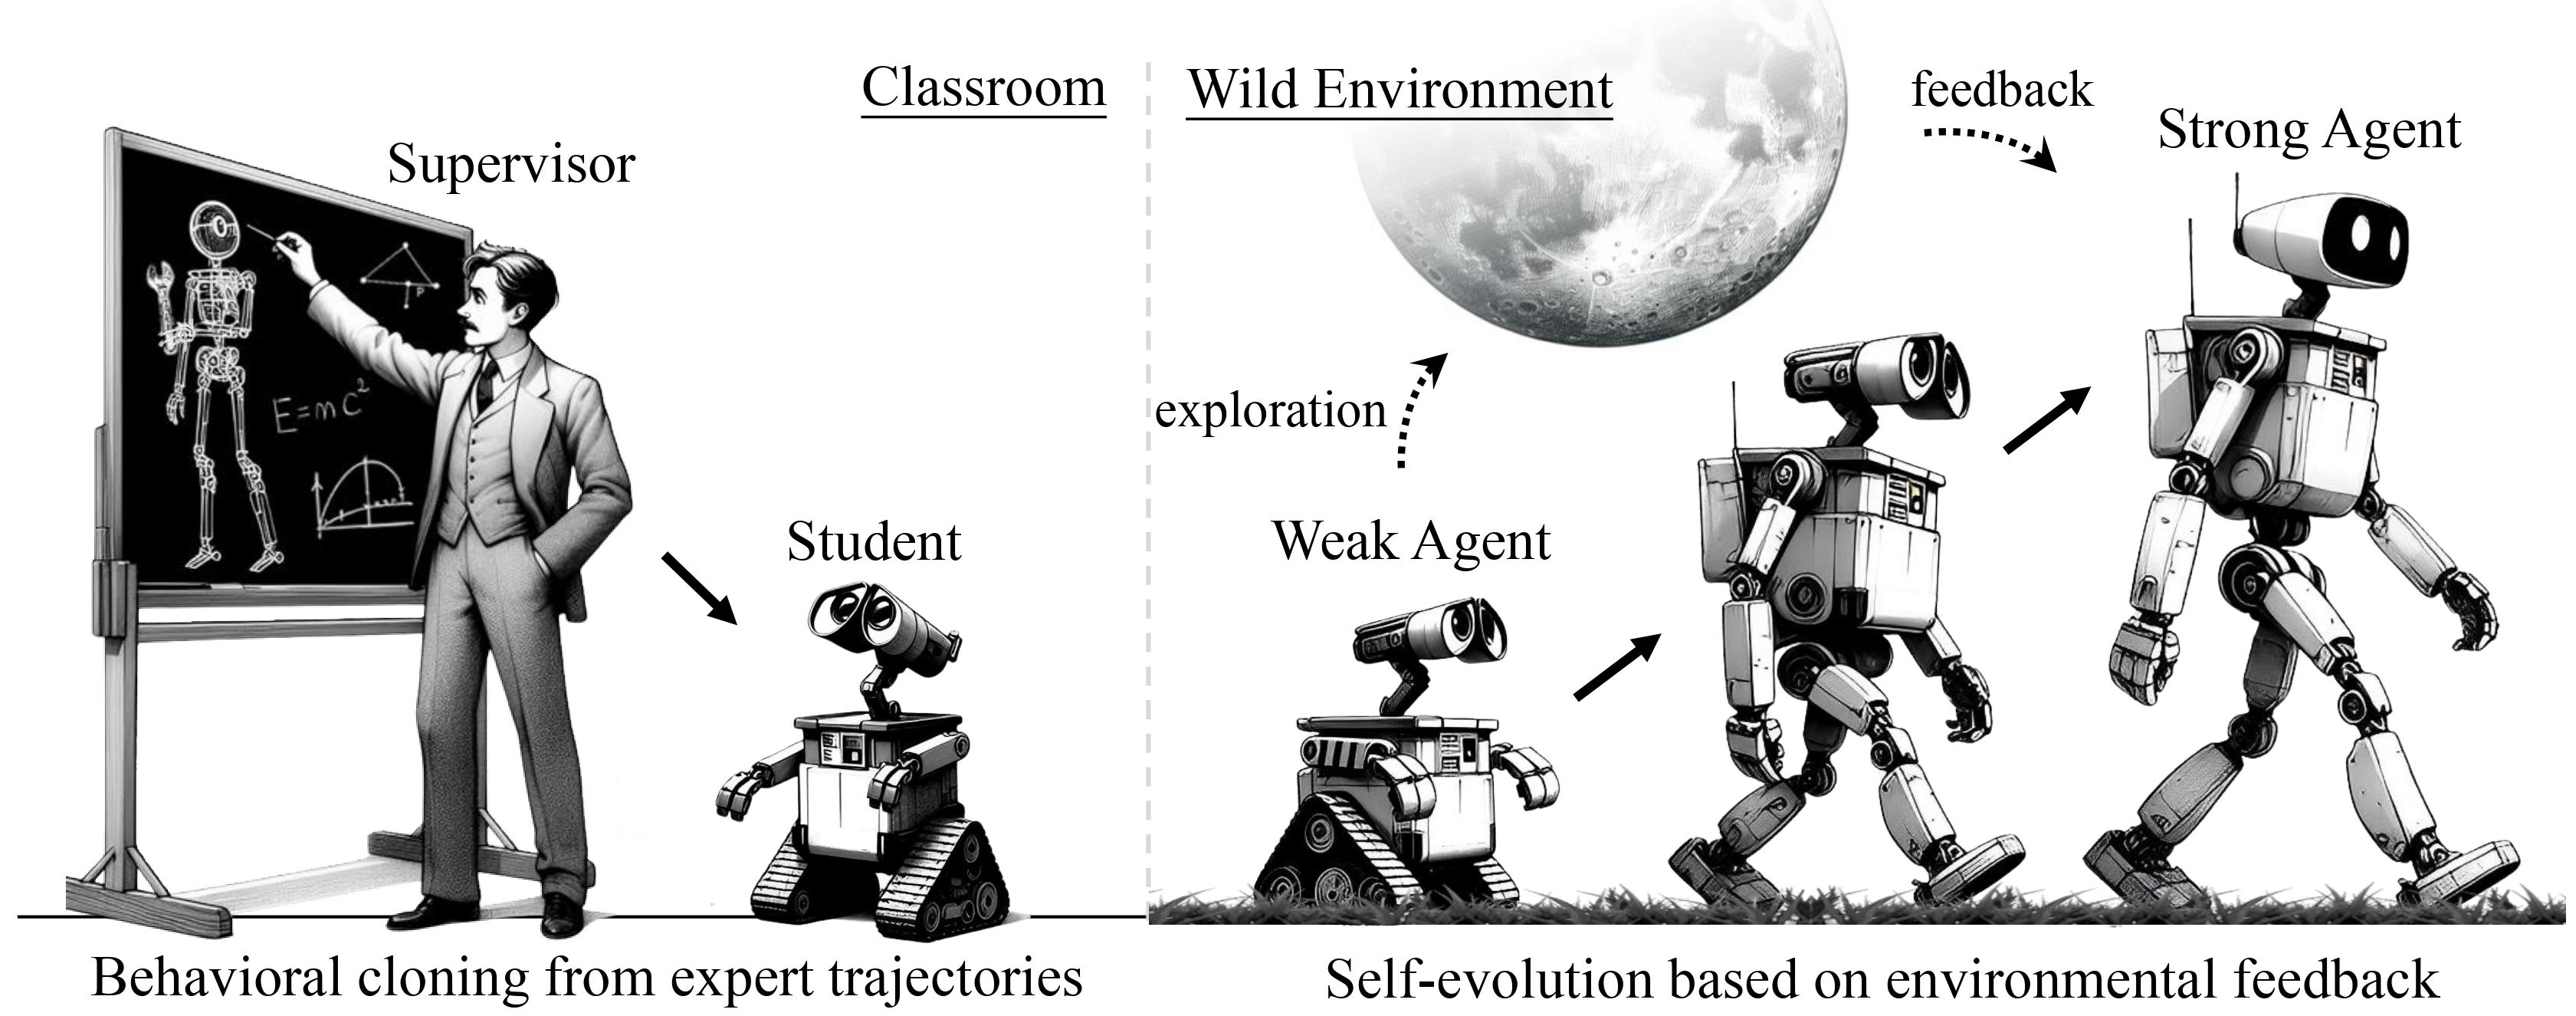 Classroom
Supervisor
P
E=mc²
Student
Behavioral cloning from expert trajectories
Wild Environment
feedback
Strong Agent
exploration
Weak Agent
Self-evolution based on environmental feedback